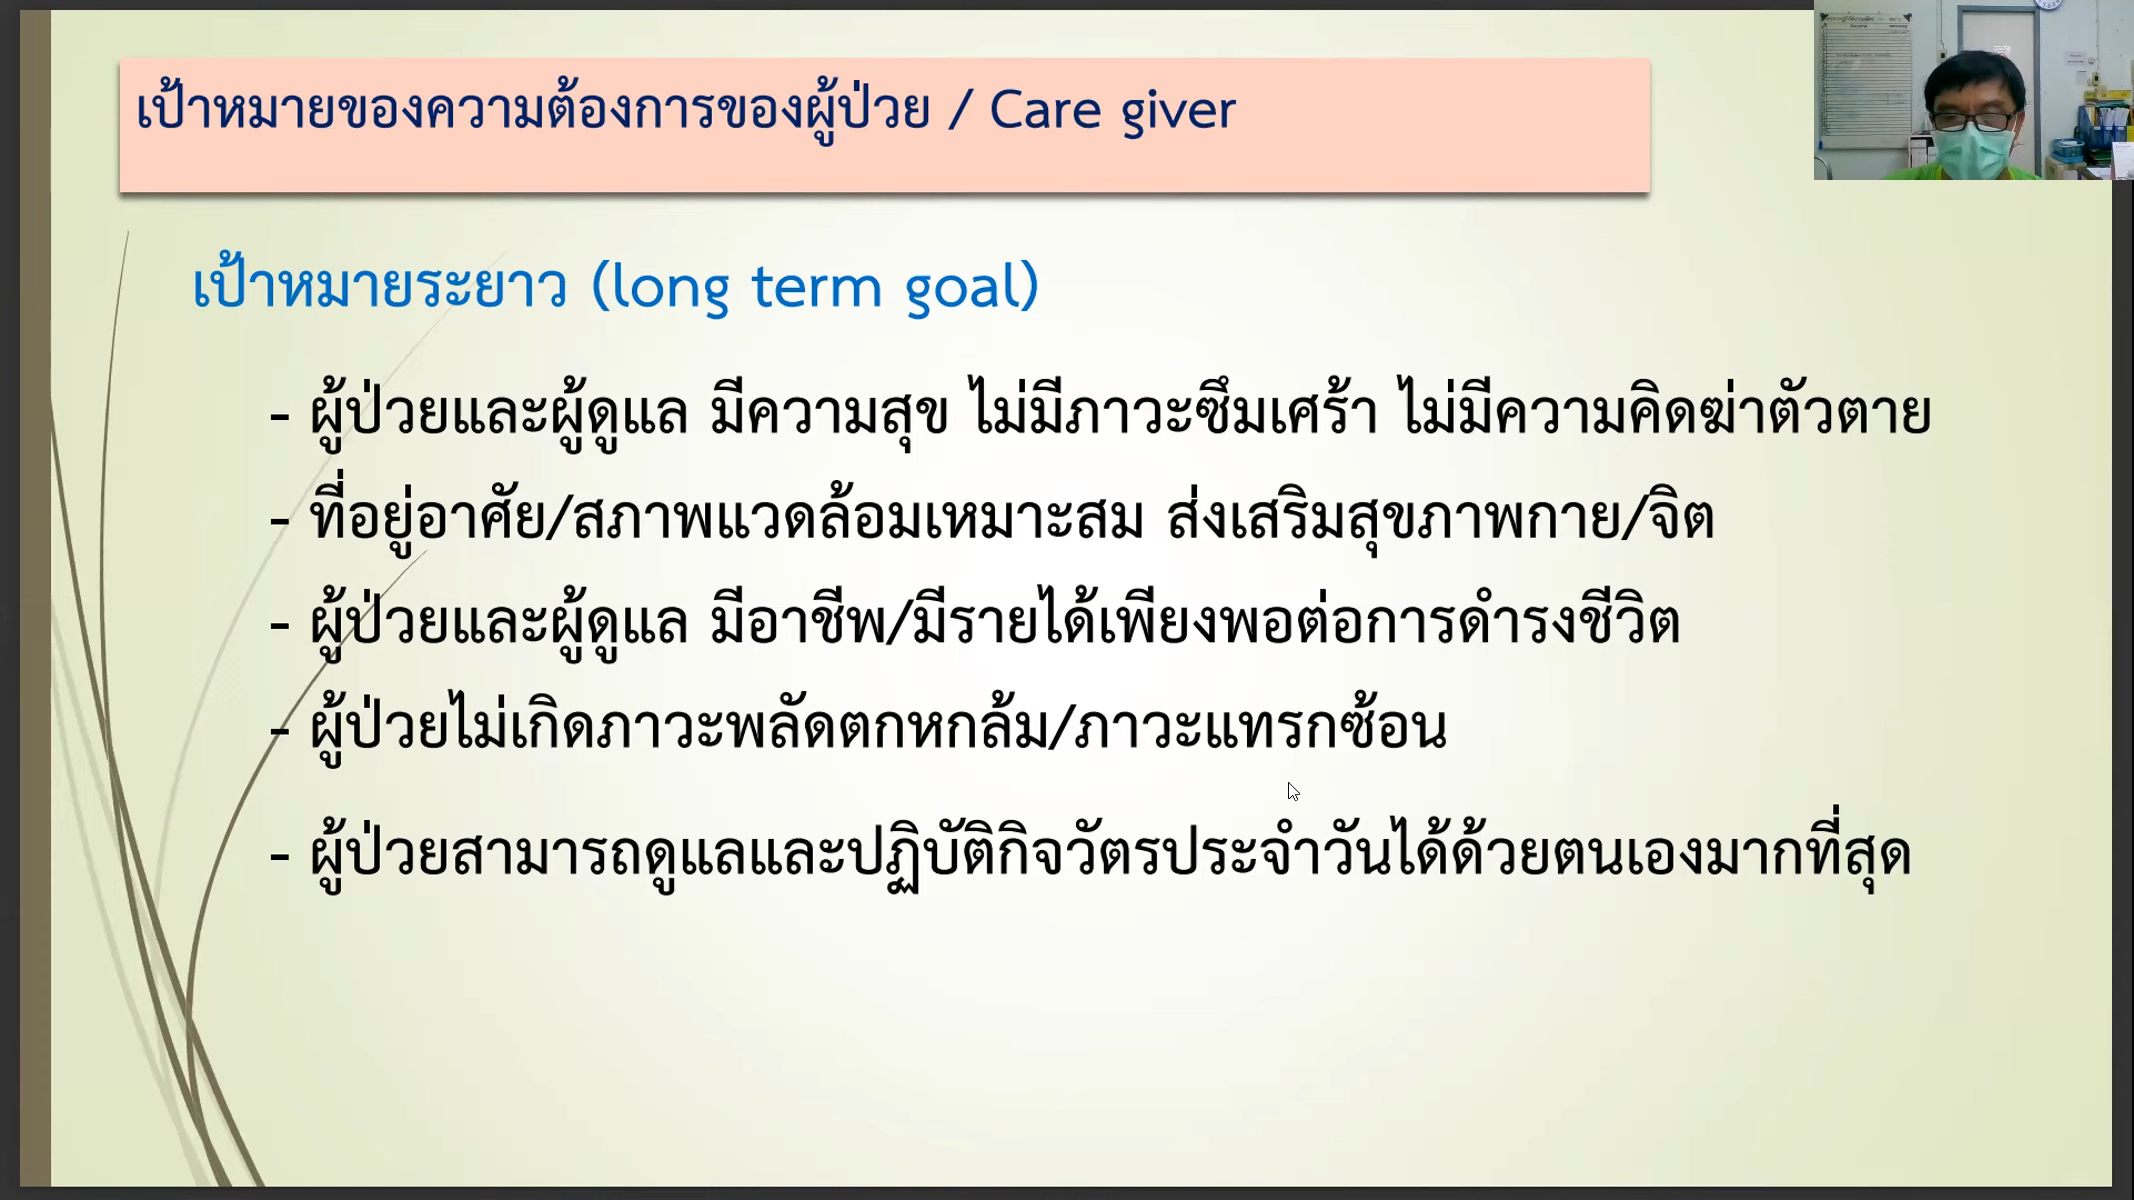 เป้าหมายของความต้องการของผู้ป่วย / Care giver
เป้าหมายระยาว (long term goal)
- ผู้ป่วยและผู้ดูแล มีความสุข ไม่มีภาวะซึมเศร้า ไม่มีความคิดฆ่าตัวตาย
- ที่อยู่อาศัย/สภาพแวดล้อมเหมาะสม ส่งเสริมสุขภาพกาย/จิต
- ผู้ป่วยและผู้ดูแล มีอาชีพ/มีรายได้เพียงพอต่อการดำรงชีวิต
- ผู้ป่วยไม่เกิดภาวะพลัดตกหกล้ม/ภาวะแทรกซ้อน
- ผู้ป่วยสามารถดูแลและปฏิบัติกิจวัตรประจำวันได้ด้วยตนเองมากที่สุด